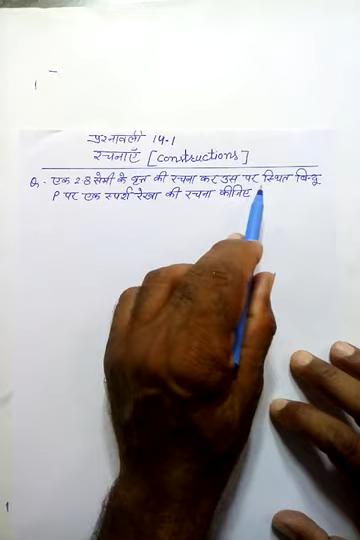 प्रश्नावली 14.1
रचनाएँ [constructions]
Q. एक 2.8 सेमी के वृत्त की रचना कर उस पर स्थित बिन्दु
P पर एक स्पर्श रेखा की रचना कीजिए